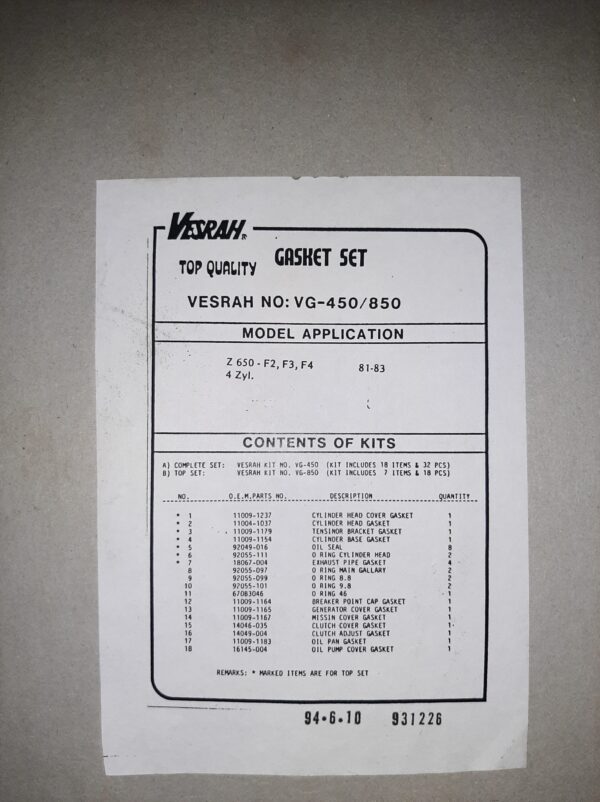 VESRAH®
TOP QUALITY GASKET SET
VESRAH NO: VG-450/850
MODEL APPLICATION
Z 650 - F2, F3, F4 81-83
4 Zyl.
CONTENTS OF KITS
A) COMPLETE SET: VESRAH KIT NO. VG-450 (KIT INCLUDES 18 ITEMS & 32 PCS)
B) TOP SET: VESRAH KIT NO. VG-850 (KIT INCLUDES 7 ITEMS & 18 PCS)
NO. O.E.M.PARTS NO. DESCRIPTION QUANTITY
* 1 11009-1237 CYLINDER HEAD COVER GASKET 1
* 2 11004-1037 CYLINDER HEAD GASKET 1
* 3 11009-1179 TENSINOR BRACKET GASKET 1
* 4 11009-1154 CYLINDER BASE GASKET 1
* 5 92049-016 OIL SEAL 8
* 6 92055-111 O RING CYLINDER HEAD 2
* 7 18067-004 EXHAUST PIPE GASKET 4
8 92055-097 O RING MAIN GALLARY 2
9 92055-099 O RING 8.8 2
10 92055-101 O RING 9.8 2
11 67083046 O RING 46 1
12 11009-1164 BREAKER POINT CAP GASKET 1
13 11009-1165 GENERATOR COVER GASKET 1
14 11009-1167 MISSIN COVER GASKET 1
15 14046-035 CLUTCH COVER GASKET 1
16 14049-004 CLUTCH ADJUST GASKET 1
17 11009-1183 OIL PAN GASKET 1
18 16145-004 OIL PUMP COVER GASKET 1
REMARKS: * MARKED ITEMS ARE FOR TOP SET
94·6·10 931226